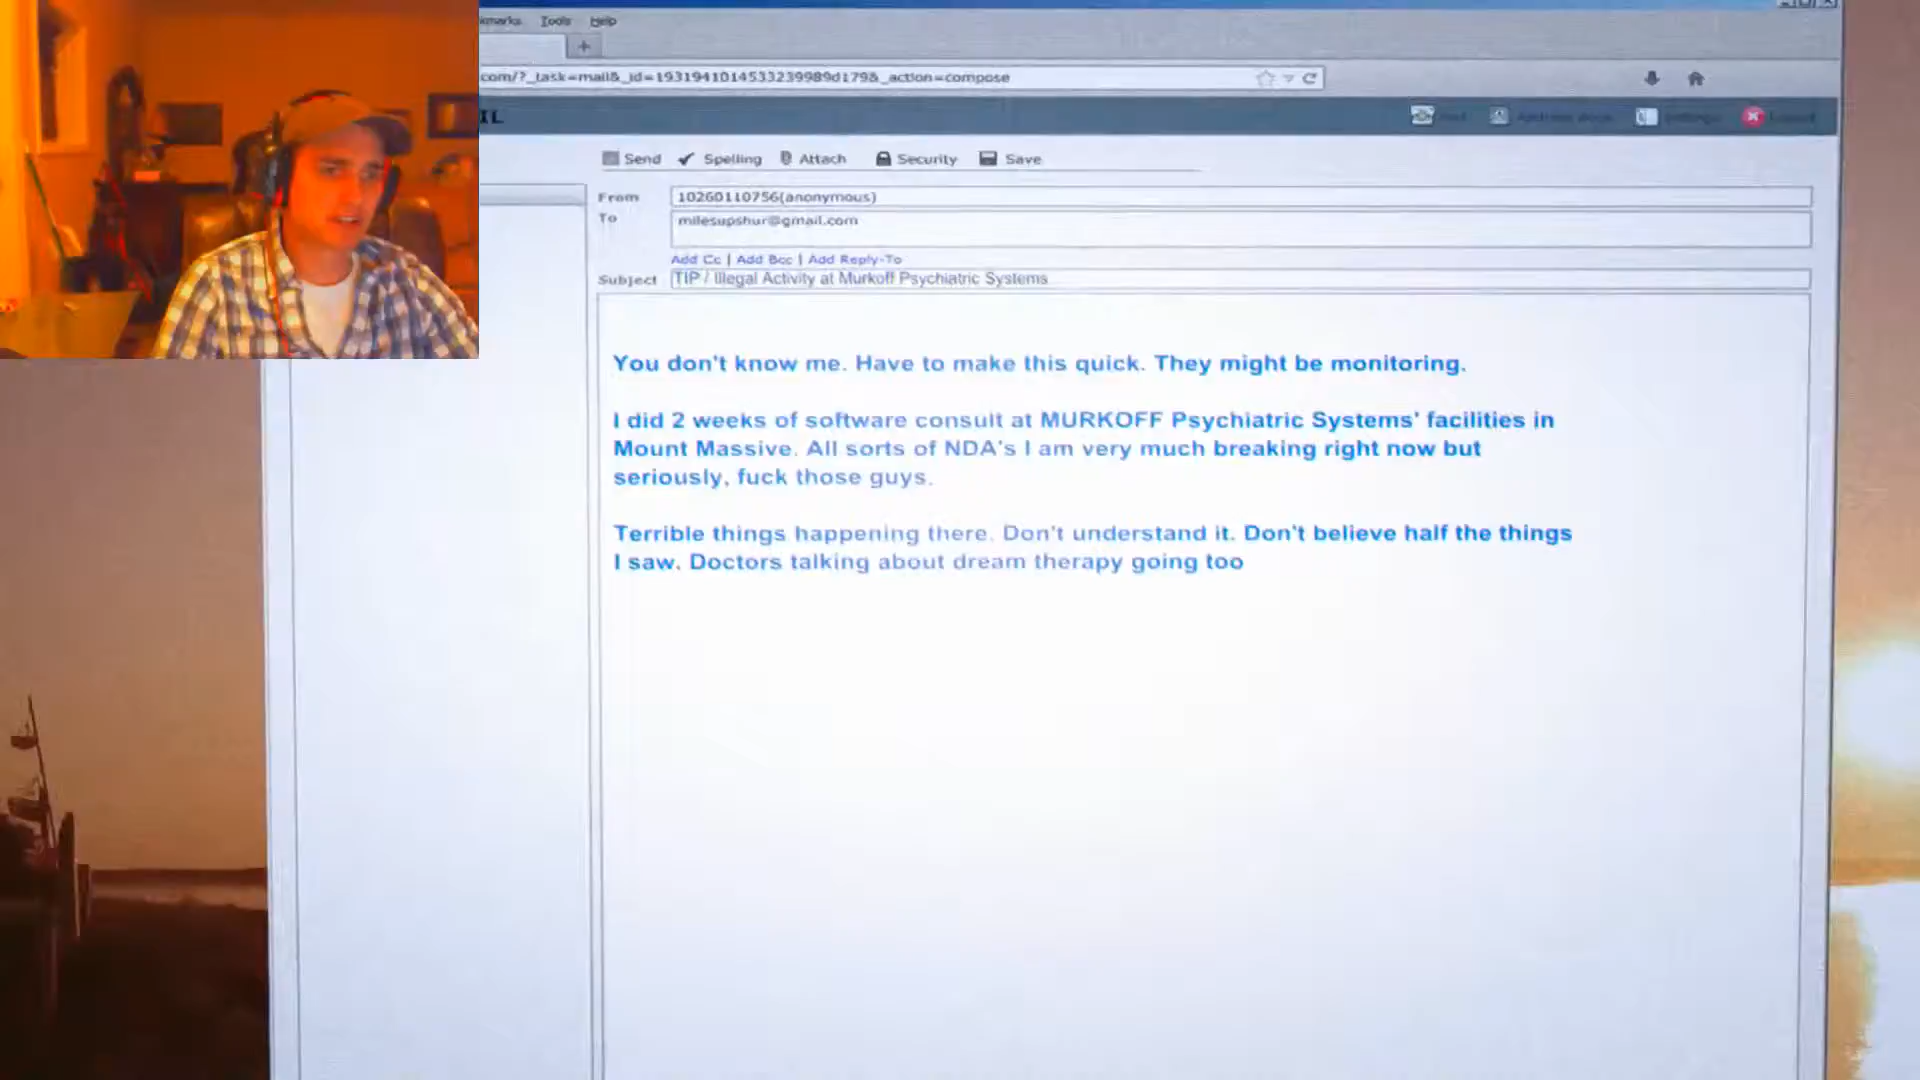 Tools Help
+
com/?_task=mail&_id=1931941014533239989d179&_action=compose
IL
Send Spelling Attach Security Save
From 10260110756(anonymous)
To milesupshur@gmail.com
Add Cc | Add Bcc | Add Reply-To
Subject TIP / Illegal Activity at Murkoff Psychiatric Systems
You don't know me. Have to make this quick. They might be monitoring.
I did 2 weeks of software consult at MURKOFF Psychiatric Systems' facilities in
Mount Massive. All sorts of NDA's I am very much breaking right now but
seriously, fuck those guys.
Terrible things happening there. Don't understand it. Don't believe half the things
I saw. Doctors talking about dream therapy going too